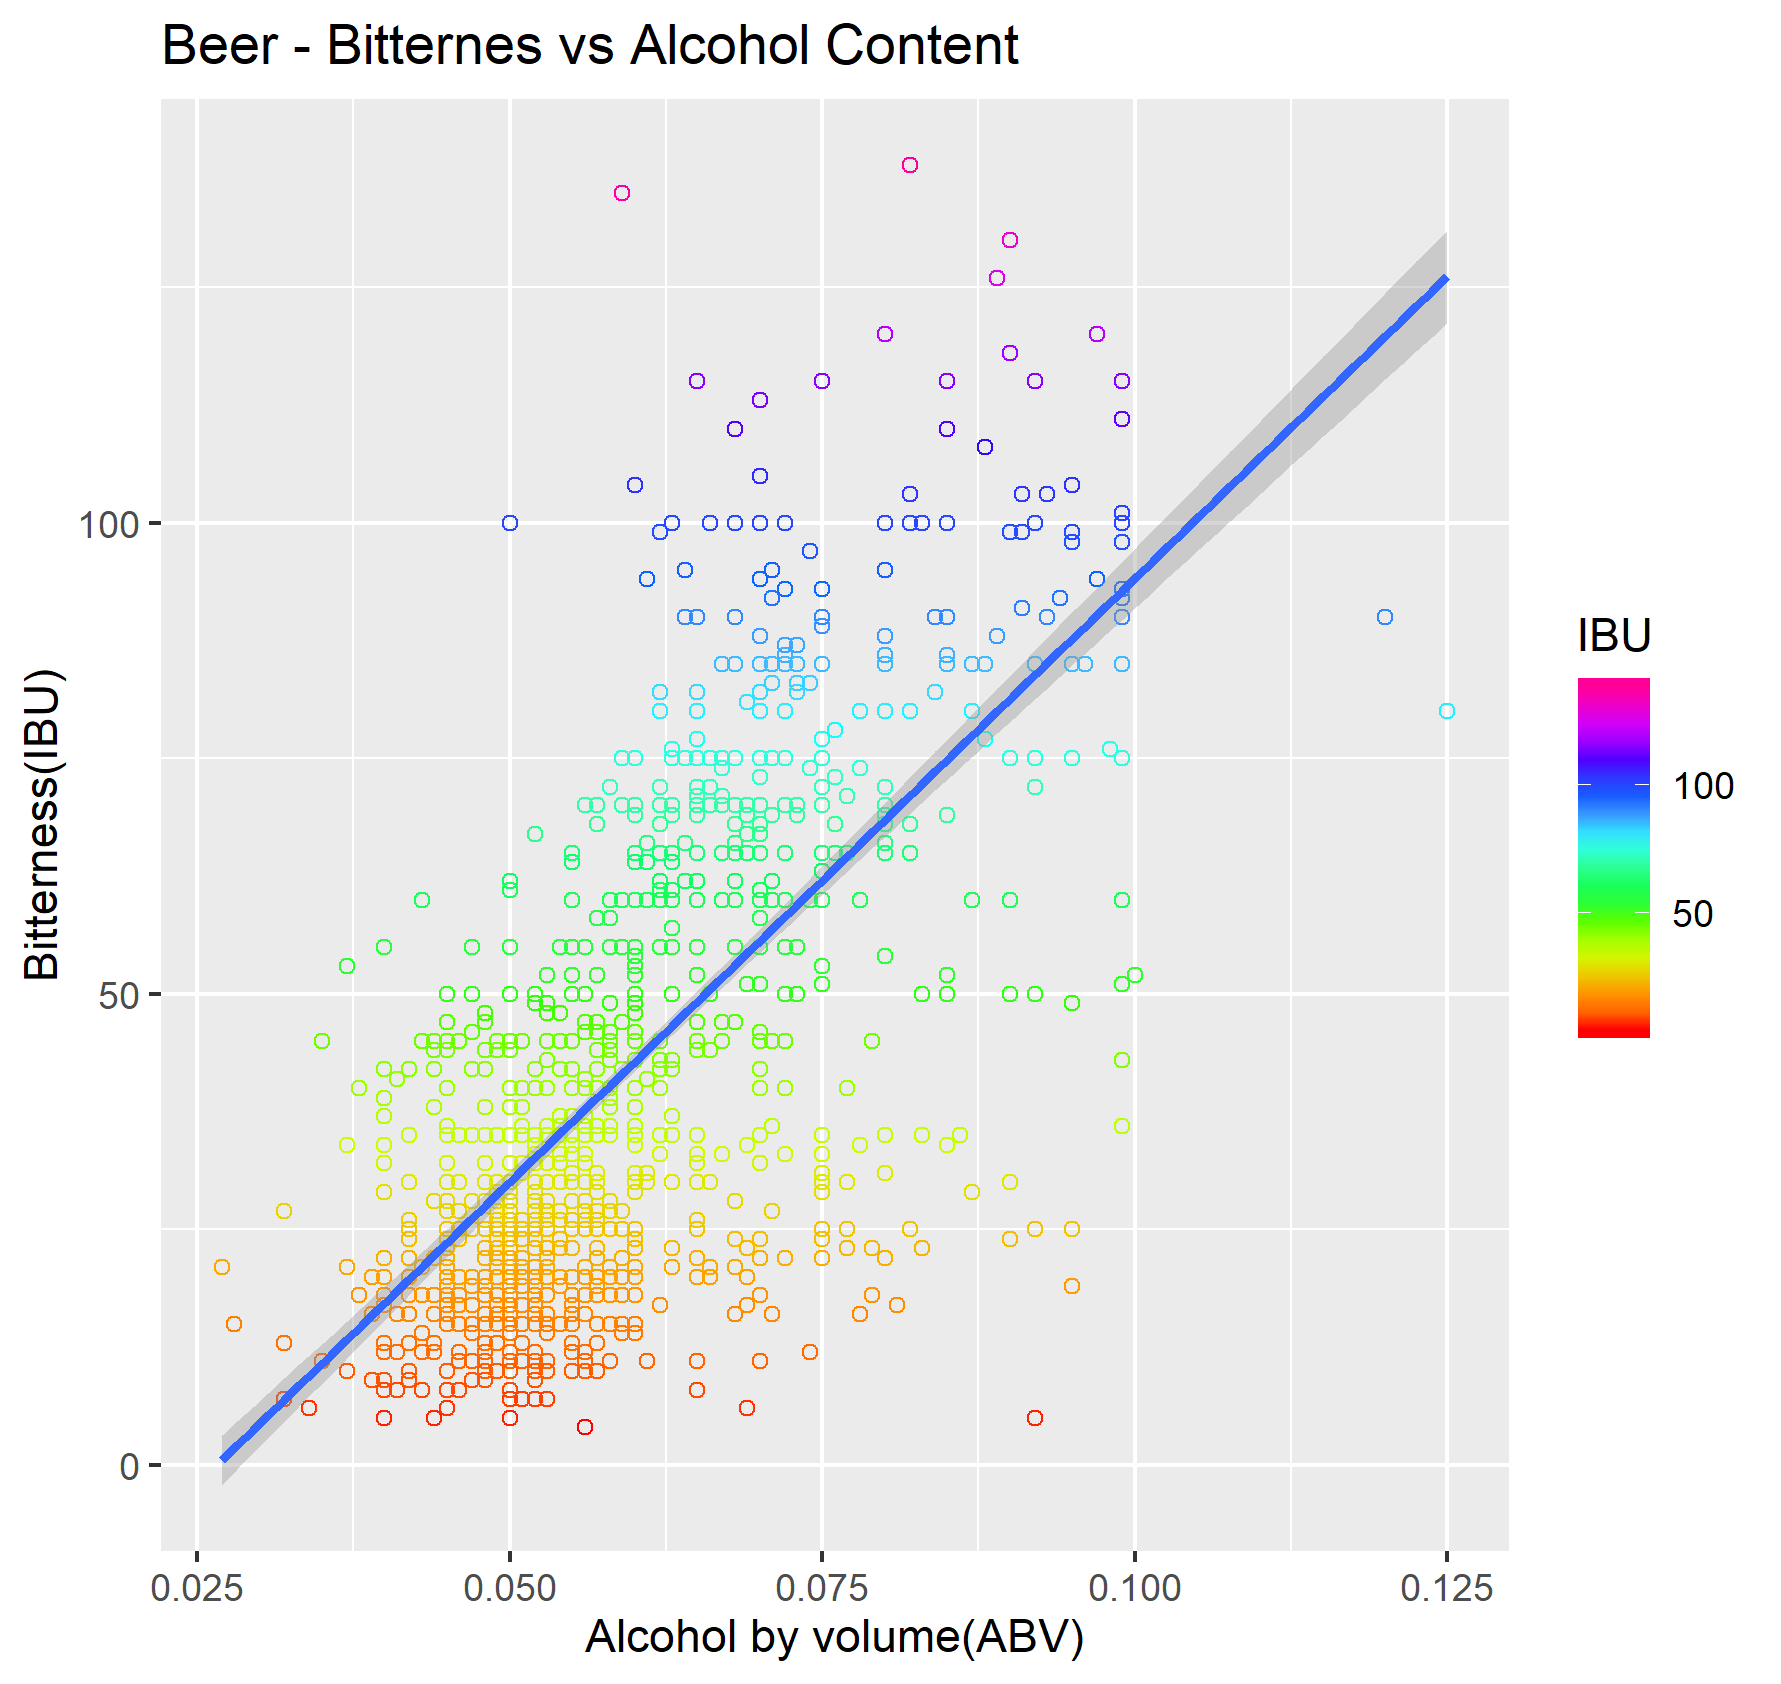 Beer - Bitternes vs Alcohol Content
Bitterness(IBU)
100
50
0
0.025 0.050 0.075 0.100 0.125
Alcohol by volume(ABV)
IBU
100
50